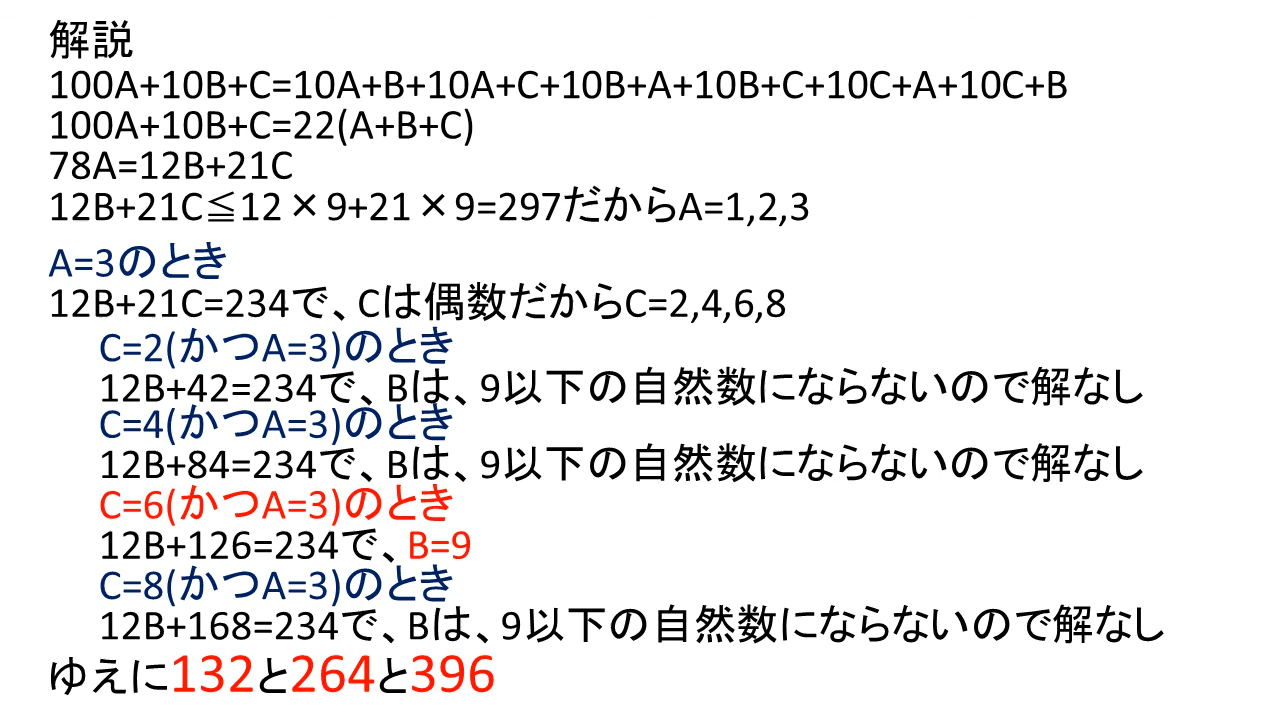 解説
100A+10B+C=10A+B+10A+C+10B+A+10B+C+10C+A+10C+B
100A+10B+C=22(A+B+C)
78A=12B+21C
12B+21C≦12×9+21×9=297だからA=1,2,3
A=3のとき
12B+21C=234で、Cは偶数だからC=2,4,6,8
C=2(かつA=3)のとき
12B+42=234で、Bは、9以下の自然数にならないので解なし
C=4(かつA=3)のとき
12B+84=234で、Bは、9以下の自然数にならないので解なし
C=6(かつA=3)のとき
12B+126=234で、B=9
C=8(かつA=3)のとき
12B+168=234で、Bは、9以下の自然数にならないので解なし
ゆえに132と264と396